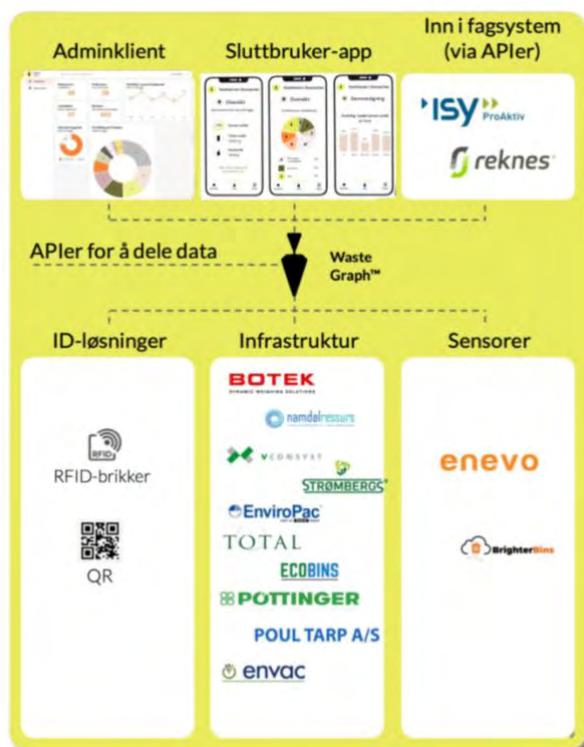 Adminklient
Sluttbruker-app
Inn i fagsystem
(via APIer)
ISY
ProAktiv
reknes
APIer for å dele data
Waste
Graph™
ID-løsninger
Infrastruktur
Sensorer
BOTEK
DYNAMIC WEIGHING SOLUTIONS
namdalressurs
VCONSYST
STRØMBERGS
RFID
RFID-brikker
enevo
EnviroPac
TOTAL
QR
ECOBINS
BrighterBins
PÖTTINGER
POUL TARP A/S
envac